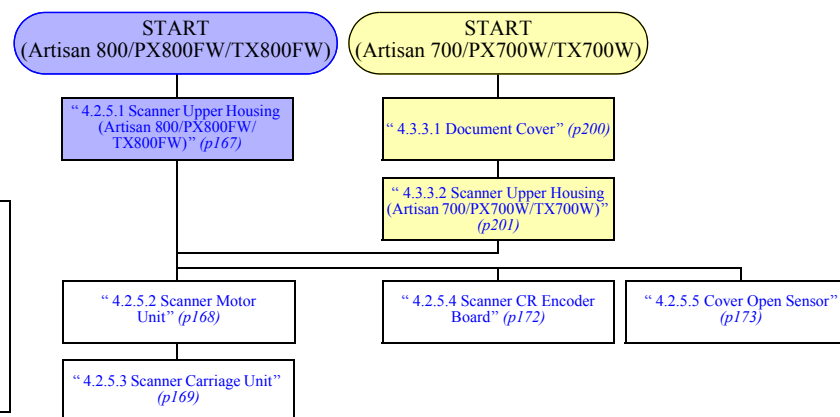 START
(Artisan 800/PX800FW/TX800FW)
START
(Artisan 700/PX700W/TX700W)
“ 4.2.5.1 Scanner Upper Housing
(Artisan 800/PX800FW/
TX800FW)” (p167)
“ 4.3.3.1 Document Cover” (p200)
“ 4.3.3.2 Scanner Upper Housing
(Artisan 700/PX700W/TX700W)”
(p201)
“ 4.2.5.2 Scanner Motor
Unit” (p168)
“ 4.2.5.4 Scanner CR Encoder
Board” (p172)
“ 4.2.5.5 Cover Open Sensor”
(p173)
“ 4.2.5.3 Scanner Carriage Unit”
(p169)